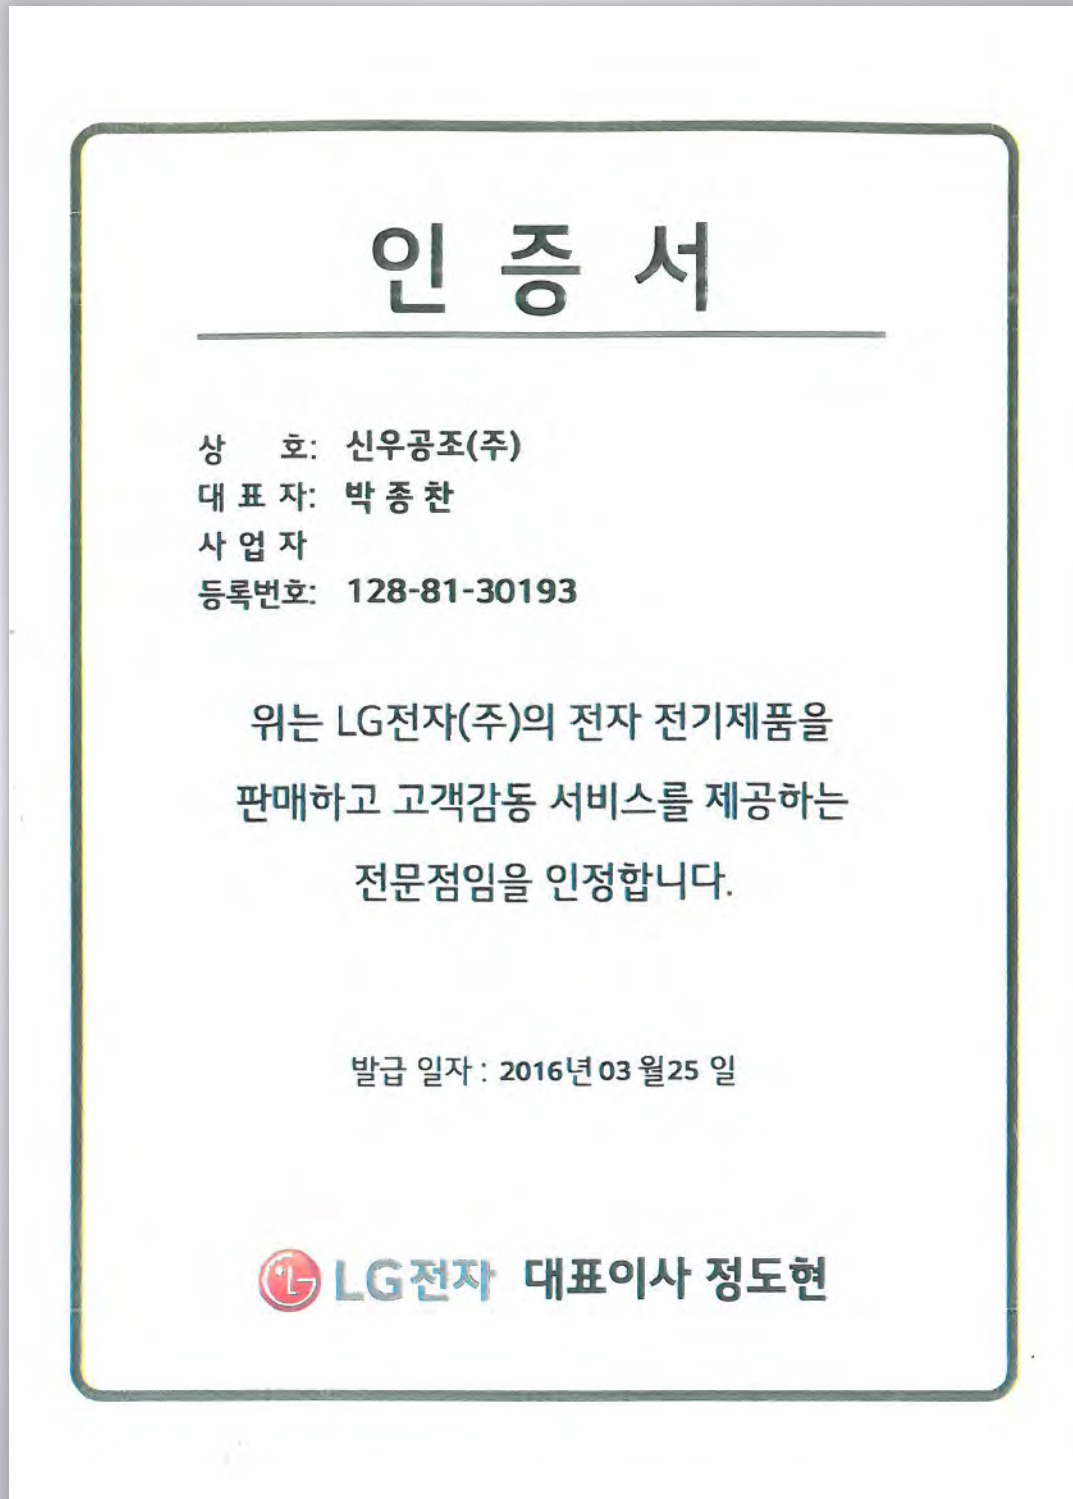 인 증 서
상 호: 신우공조(주)
대 표 자: 박 종 찬
사 업 자
등록번호: 128-81-30193
위는 LG전자(주)의 전자 전기제품을
판매하고 고객감동 서비스를 제공하는
전문점임을 인정합니다.
발급 일자 : 2016년 03 월25 일
LG전자 대표이사 정도현